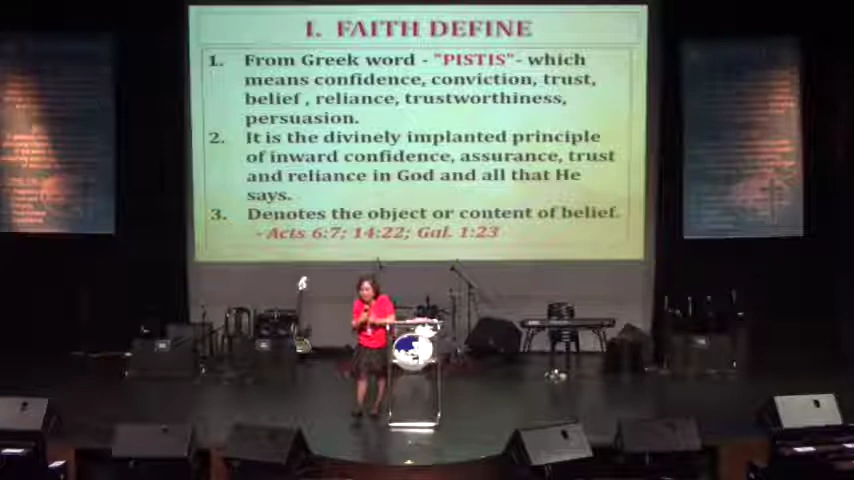 I. FAITH DEFINE
1. From Greek word - "PISTIS"- which
means confidence, conviction, trust,
belief , reliance, trustworthiness,
persuasion.
2. It is the divinely implanted principle
of inward confidence, assurance, trust
and reliance in God and all that He
says.
3. Denotes the object or content of belief.
- Acts 6:7; 14:22; Gal. 1:23